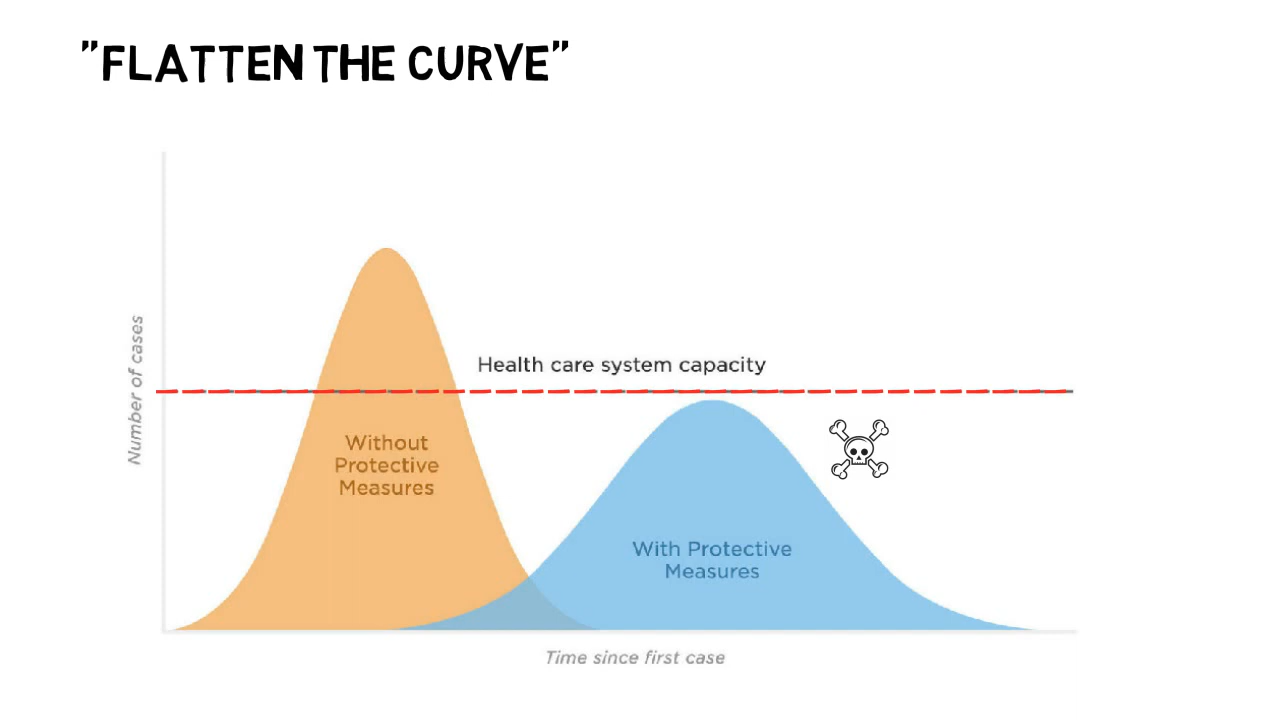 ”FLATTEN THE CURVE”
Number of cases
Health care system capacity
Without
Protective
Measures
With Protective
Measures
Time since first case